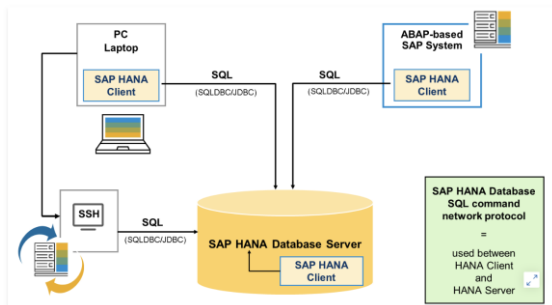 PC
Laptop
SAP HANA
Client
SQL
(SQLDBC/JDBC)
SQL
(SQLDBC/JDBC)
ABAP-based
SAP System
SAP HANA
Client
SSH
SQL
(SQLDBC/JDBC)
SAP HANA Database Server
SAP HANA
Client
SAP HANA Database
SQL command
network protocol
=
used between
HANA Client
and
HANA Server